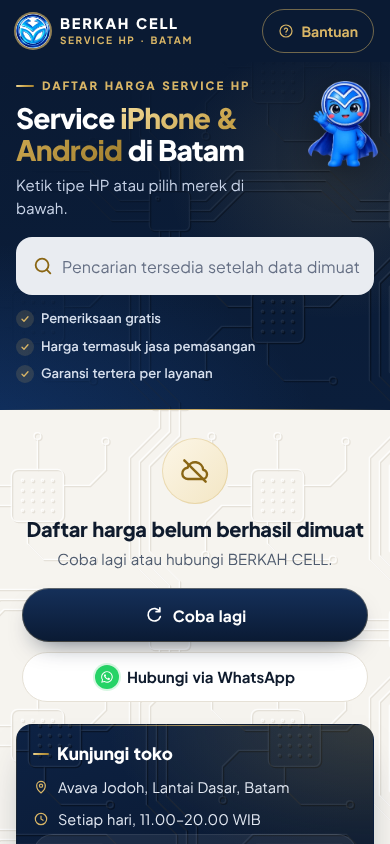 BERKAH CELL
SERVICE HP · BATAM
Bantuan
DAFTAR HARGA SERVICE HP
Service iPhone &
Android di Batam
Ketik tipe HP atau pilih merek di
bawah.
Pencarian tersedia setelah data dimuat
Pemeriksaan gratis
Harga termasuk jasa pemasangan
Garansi tertera per layanan
Daftar harga belum berhasil dimuat
Coba lagi atau hubungi BERKAH CELL.
Coba lagi
Hubungi via WhatsApp
Kunjungi toko
Avava Jodoh, Lantai Dasar, Batam
Setiap hari, 11.00–20.00 WIB